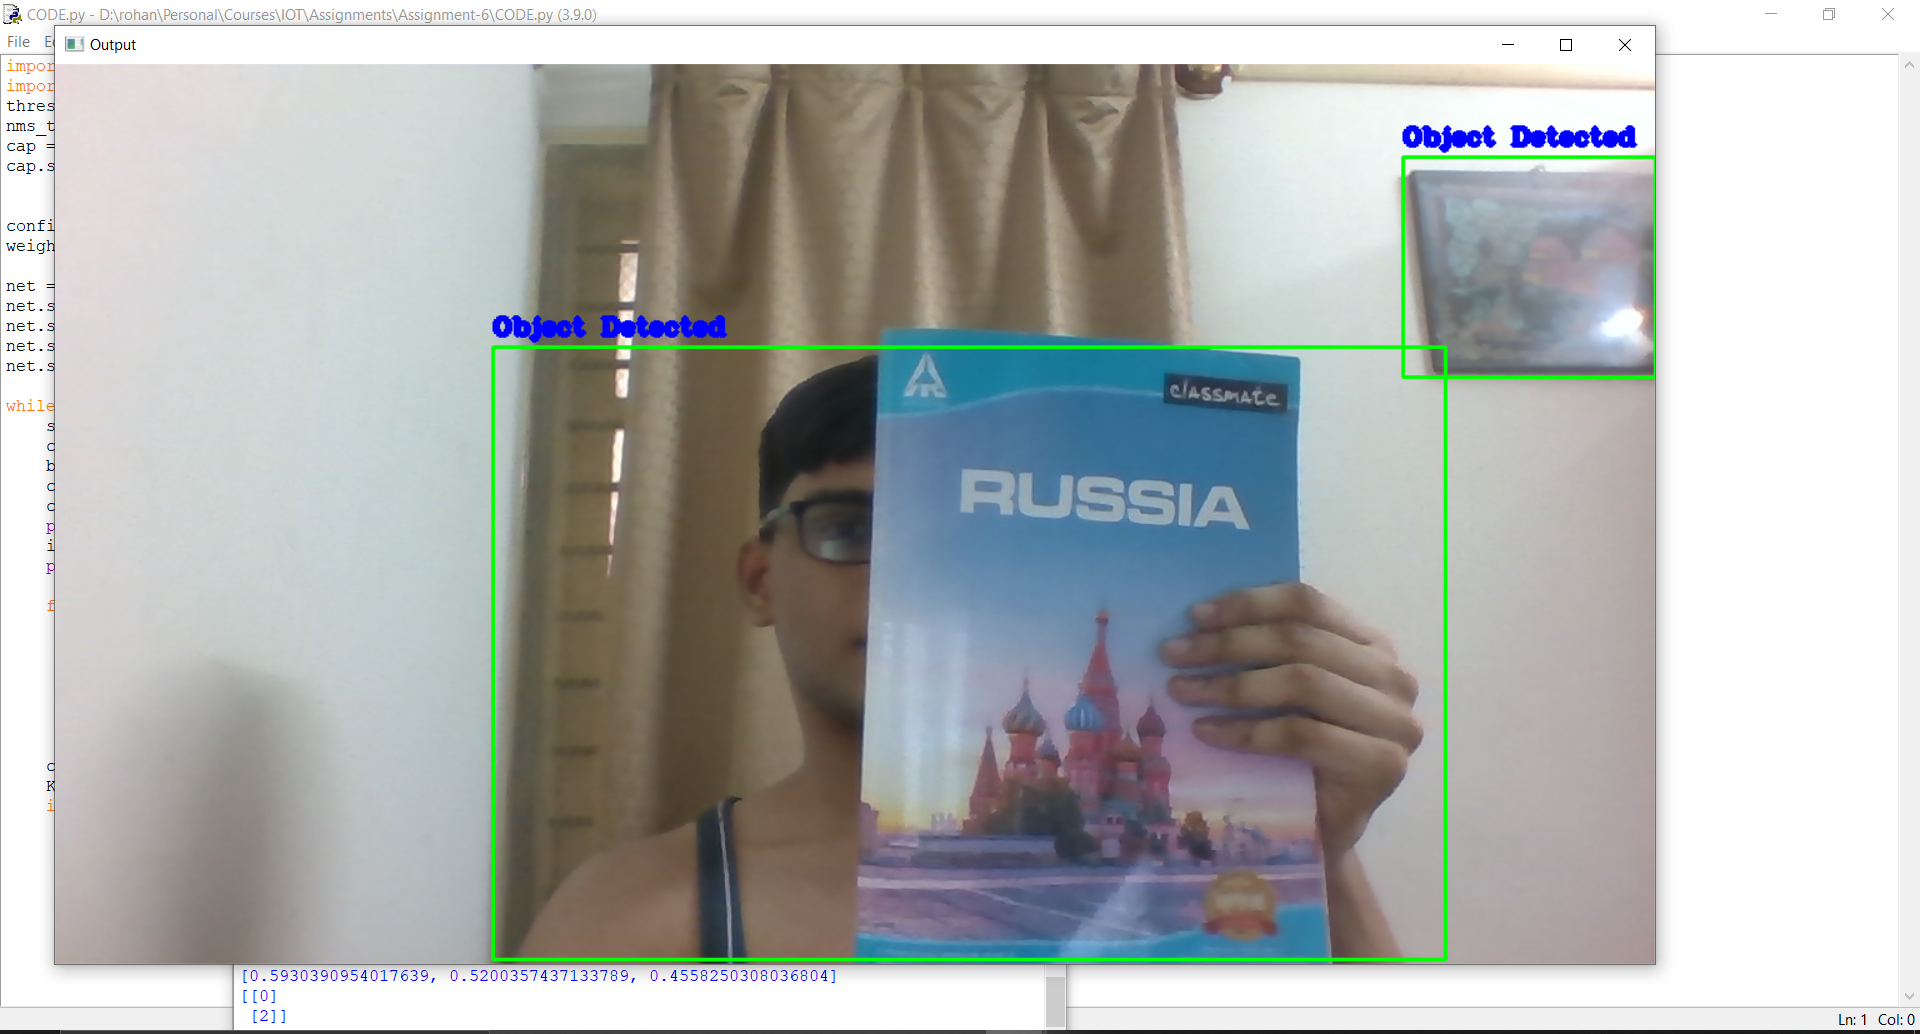 CODE.py - D:\rohan\Personal\Courses\IOT\Assignments\Assignment-6\CODE.py (3.9.0)
File
Output
impor
impor
thres
nms_t
cap =
cap.s
confi
weigh
net =
net.s
net.s
net.s
net.s
while
s
c
b
c
c
p
i
p
f
c
K
i
Object Detected
Object Detected
classmate
RUSSIA
[0.5930390954017639, 0.5200357437133789, 0.4558250308036804]
[[0]
[2]]
Ln: 1 Col: 0